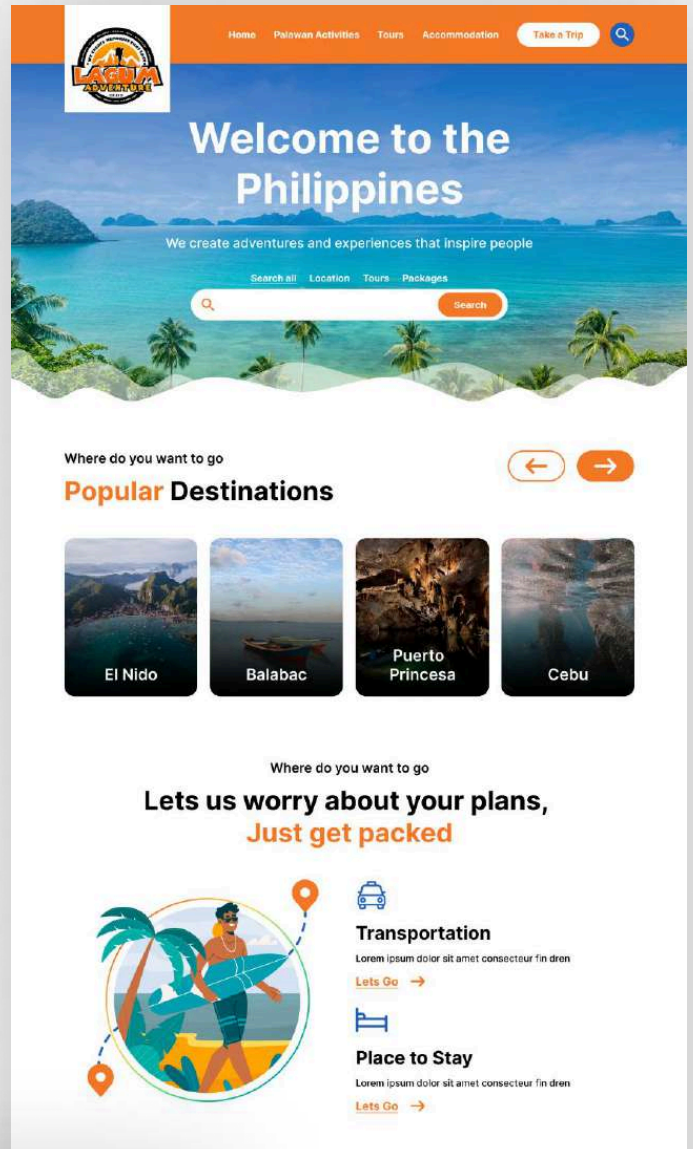 LAGUM
ADVENTURE
Home Palawan Activities Tours Accommodation Take a Trip
Welcome to the
Philippines
We create adventures and experiences that inspire people
Search all Location Tours Packages
Search
Where do you want to go
Popular Destinations
El Nido
Balabac
Puerto
Princesa
Cebu
Where do you want to go
Lets us worry about your plans,
Just get packed
Transportation
Lorem ipsum dolor sit amet consecteur fin dren
Lets Go
Place to Stay
Lorem ipsum dolor sit amet consecteur fin dren
Lets Go